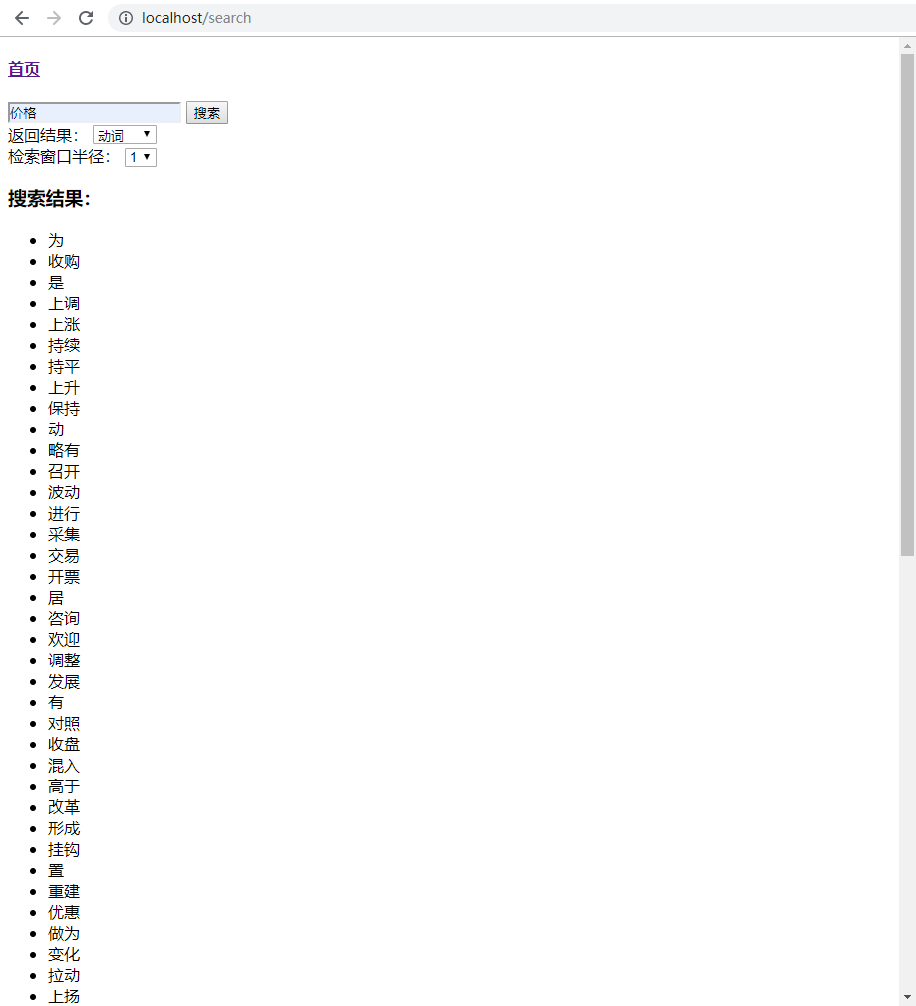 localhost/search
首页
价格 搜索
返回结果： 动词
检索窗口半径： 1
搜索结果：
为
收购
是
上调
上涨
持续
持平
上升
保持
动
略有
召开
波动
进行
采集
交易
开票
居
咨询
欢迎
调整
发展
有
对照
收盘
混入
高于
改革
形成
挂钩
置
重建
优惠
做为
变化
拉动
上扬